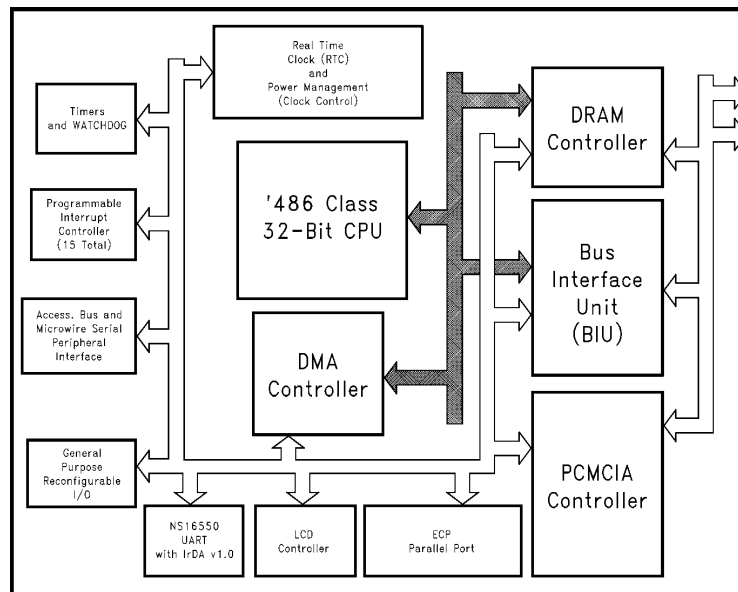 Real Time
Clock (RTC)
and
Power Management
(Clock Control)
Timers
and WATCHDOG
DRAM
Controller
'486 Class
32-Bit CPU
Programmable
Interrupt
Controller
(15 Total)
Bus
Interface
Unit
(BIU)
Access. Bus and
Microwire Serial
Peripheral
Interface
DMA
Controller
General
Purpose
Reconfigurable
I/O
PCMCIA
Controller
NS16550
UART
with IrDA v1.0
LCD
Controller
ECP
Parallel Port